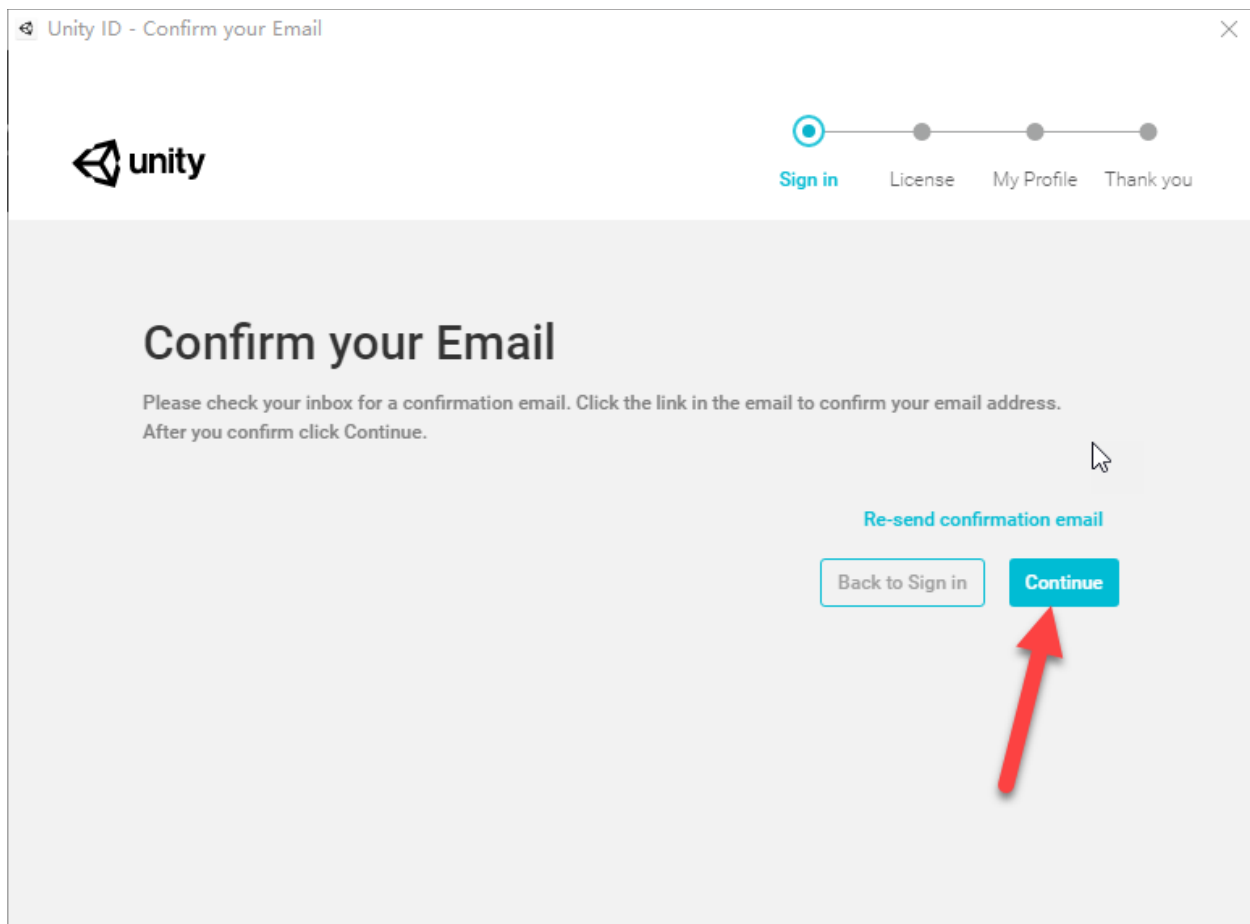 Unity ID - Confirm your Email
unity
Sign in
License
My Profile
Thank you
Confirm your Email
Please check your inbox for a confirmation email. Click the link in the email to confirm your email address.
After you confirm click Continue.
Re-send confirmation email
Back to Sign in
Continue